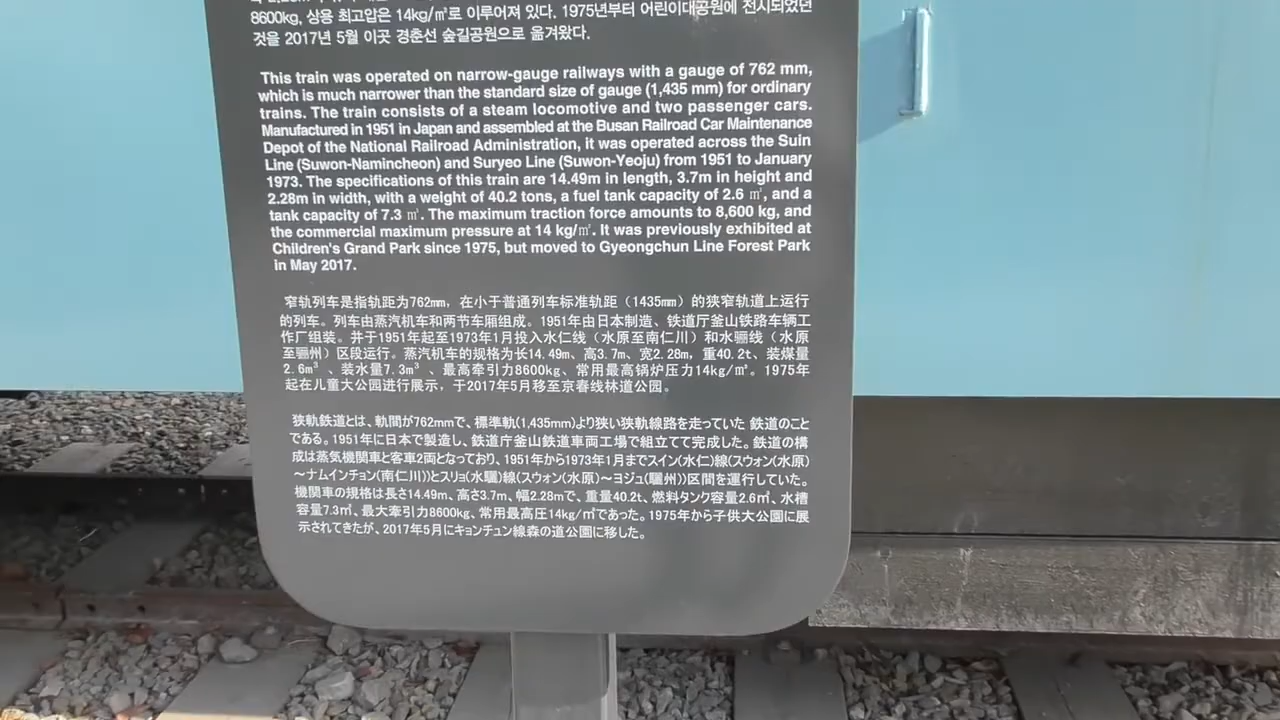 8600kg, 상용 최고압은 14kg/㎡로 이루어져 있다. 1975년부터 어린이대공원에 전시되었던
것을 2017년 5월 이곳 경춘선 숲길공원으로 옮겨왔다.
This train was operated on narrow-gauge railways with a gauge of 762 mm,
which is much narrower than the standard size of gauge (1,435 mm) for ordinary
trains. The train consists of a steam locomotive and two passenger cars.
Manufactured in 1951 in Japan and assembled at the Busan Railroad Car Maintenance
Depot of the National Railroad Administration, it was operated across the Suin
Line (Suwon-Namincheon) and Suryeo Line (Suwon-Yeoju) from 1951 to January
1973. The specifications of this train are 14.49m in length, 3.7m in height and
2.28m in width, with a weight of 40.2 tons, a fuel tank capacity of 2.6 ㎥, and a
tank capacity of 7.3 ㎥. The maximum traction force amounts to 8,600 kg, and
the commercial maximum pressure at 14 kg/㎡. It was previously exhibited at
Children's Grand Park since 1975, but moved to Gyeongchun Line Forest Park
in May 2017.
窄轨列车是指轨距为762mm，在小于普通列车标准轨距（1435mm）的狭窄轨道上运行
的列车。列车由蒸汽机车和两节车厢组成。1951年由日本制造、铁道厅釜山铁路车辆工
作厂组装。并于1951年起至1973年1月投入水仁线（水原至南仁川）和水骊线（水原
至骊州）区段运行。蒸汽机车的规格为长14.49m、高3.7m、宽2.28m，重40.2t、装煤量
2.6m³ 、装水量7.3m³ 、最高牵引力8600kg、常用最高锅炉压力14kg/㎡。1975年
起在儿童大公园进行展示，于2017年5月移至京春线林道公园。
狭軌鉄道とは、軌間が762mmで、標準軌(1,435mm)より狭い狭軌線路を走っていた 鉄道のこと
である。1951年に日本で製造し、鉄道庁釜山鉄道車両工場で組立てて完成した。鉄道の構
成は蒸気機関車と客車2両となっており、1951年から1973年1月までスイン(水仁)線(スウォン(水原)
～ナムインチョン(南仁川))とスリョ(水驪)線(スウォン(水原)～ヨジュ(驪州))区間を運行していた。
機関車の規格は長さ14.49m、高さ3.7m、幅2.28mで、重量40.2t、燃料タンク容量2.6㎥、水槽
容量7.3㎥、最大牽引力8600kg、常用最高圧14kg/㎡であった。1975年から子供大公園に展
示されてきたが、2017年5月にキョンチュン線森の道公園に移した。